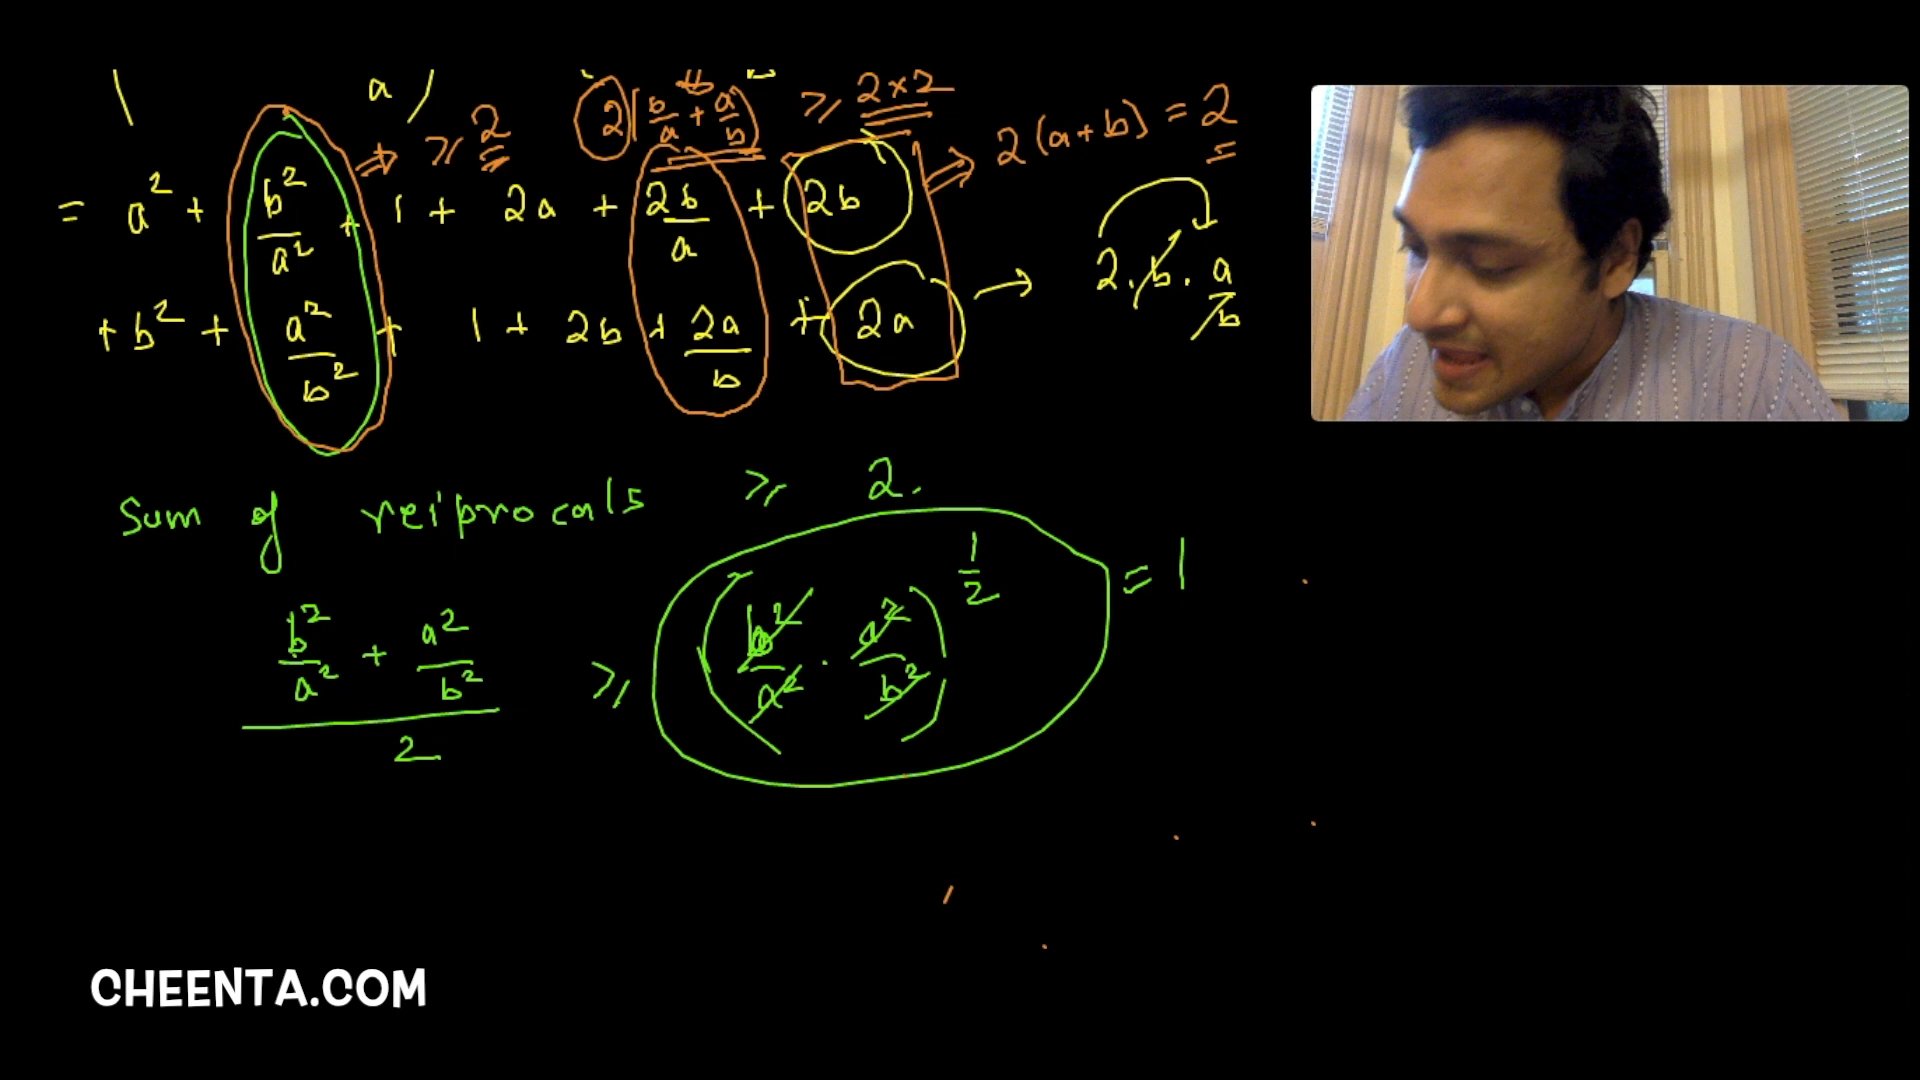 a )
2(b/a + a/b) ⩾ 2×2
⇒ ⩾ 2
⇒ 2(a+b) = 2
= a² + b²/a² + 1 + 2a + 2b/a + 2b
+ b² + a²/b² + 1 + 2b + 2a/b + 2a → 2 . b . a/b
Sum of reiprocals ⩾ 2.
(b²/a² + a²/b²)/2 ⩾ (b²/a² . a²/b²)^1/2 = 1
CHEENTA.COM